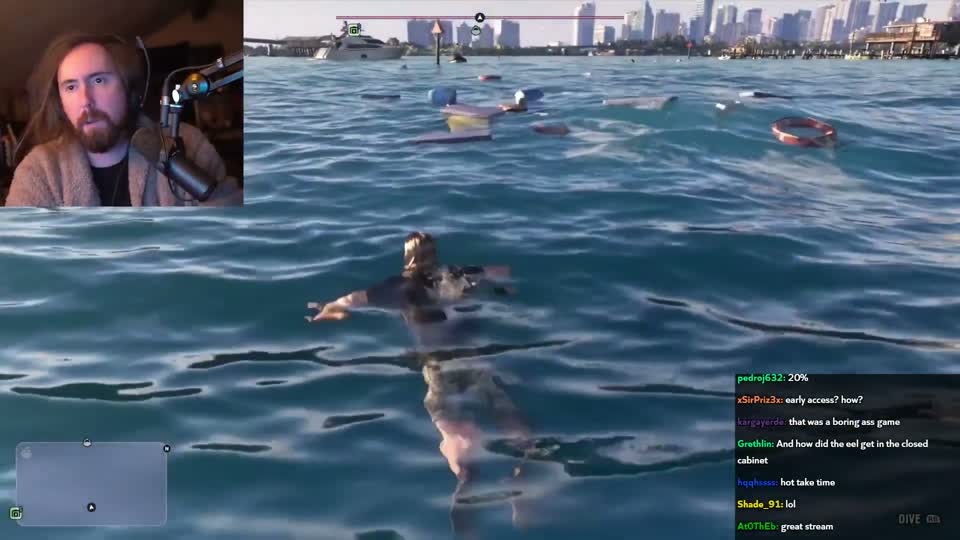 N
pedroj632: 20%
xSirPriz3x: early access? how?
kargayerde: that was a boring ass game
Grethlin: And how did the eel get in the closed
cabinet
hqqhssss: hot take time
Shade_91: lol
At0ThEb: great stream
DIVE RB